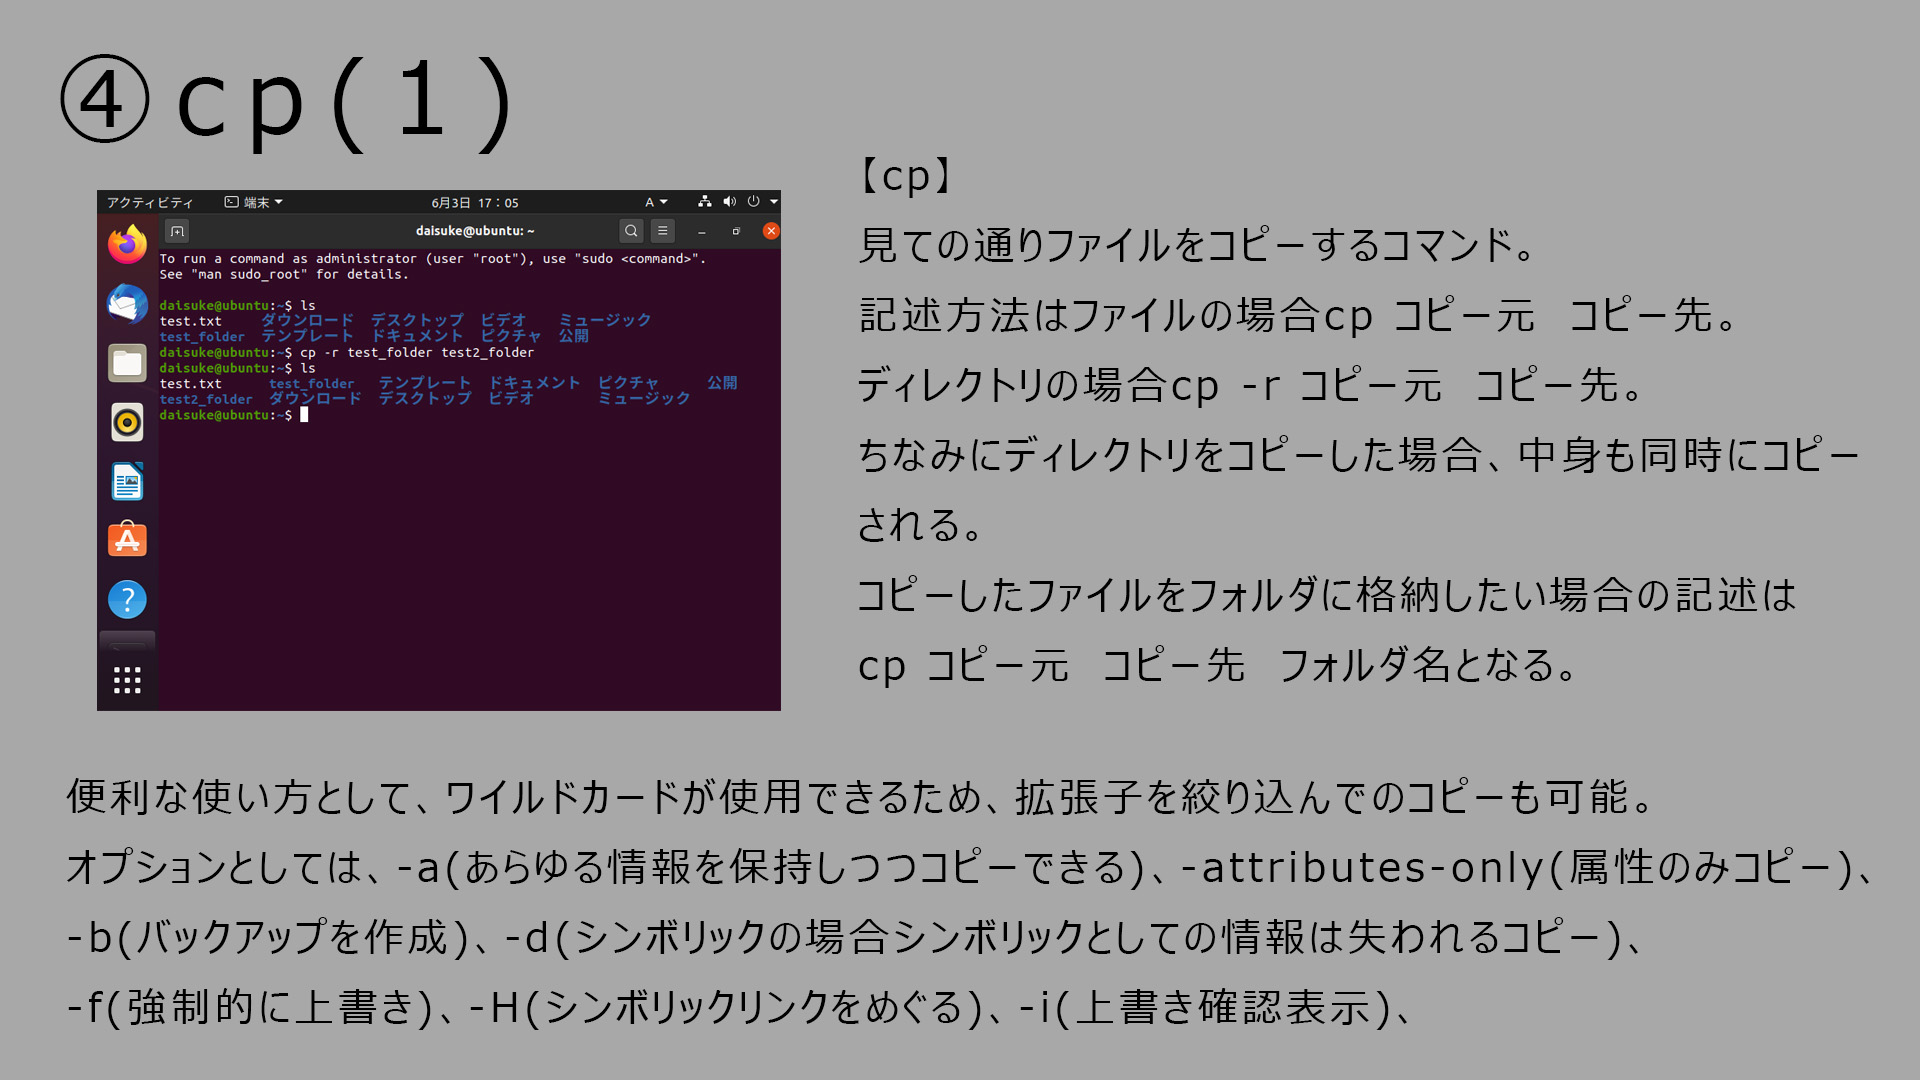 ④cp(1)
アクティビティ 端末 6月3日 17：05 A
daisuke@ubuntu: ~
To run a command as administrator (user "root"), use "sudo <command>".
See "man sudo_root" for details.
daisuke@ubuntu:~$ ls
test.txt ダウンロード デスクトップ ビデオ ミュージック
test_folder テンプレート ドキュメント ピクチャ 公開
daisuke@ubuntu:~$ cp -r test_folder test2_folder
daisuke@ubuntu:~$ ls
test.txt test_folder テンプレート ドキュメント ピクチャ 公開
test2_folder ダウンロード デスクトップ ビデオ ミュージック
daisuke@ubuntu:~$
【cp】
見ての通りファイルをコピーするコマンド。
記述方法はファイルの場合cp コピー元　コピー先。
ディレクトリの場合cp -r コピー元　コピー先。
ちなみにディレクトリをコピーした場合、中身も同時にコピー
される。
コピーしたファイルをフォルダに格納したい場合の記述は
cp コピー元　コピー先　フォルダ名となる。
便利な使い方として、ワイルドカードが使用できるため、拡張子を絞り込んでのコピーも可能。
オプションとしては、-a(あらゆる情報を保持しつつコピーできる)、-attributes-only(属性のみコピー)、
-b(バックアップを作成)、-d(シンボリックの場合シンボリックとしての情報は失われるコピー)、
-f(強制的に上書き)、-H(シンボリックリンクをめぐる)、-i(上書き確認表示)、